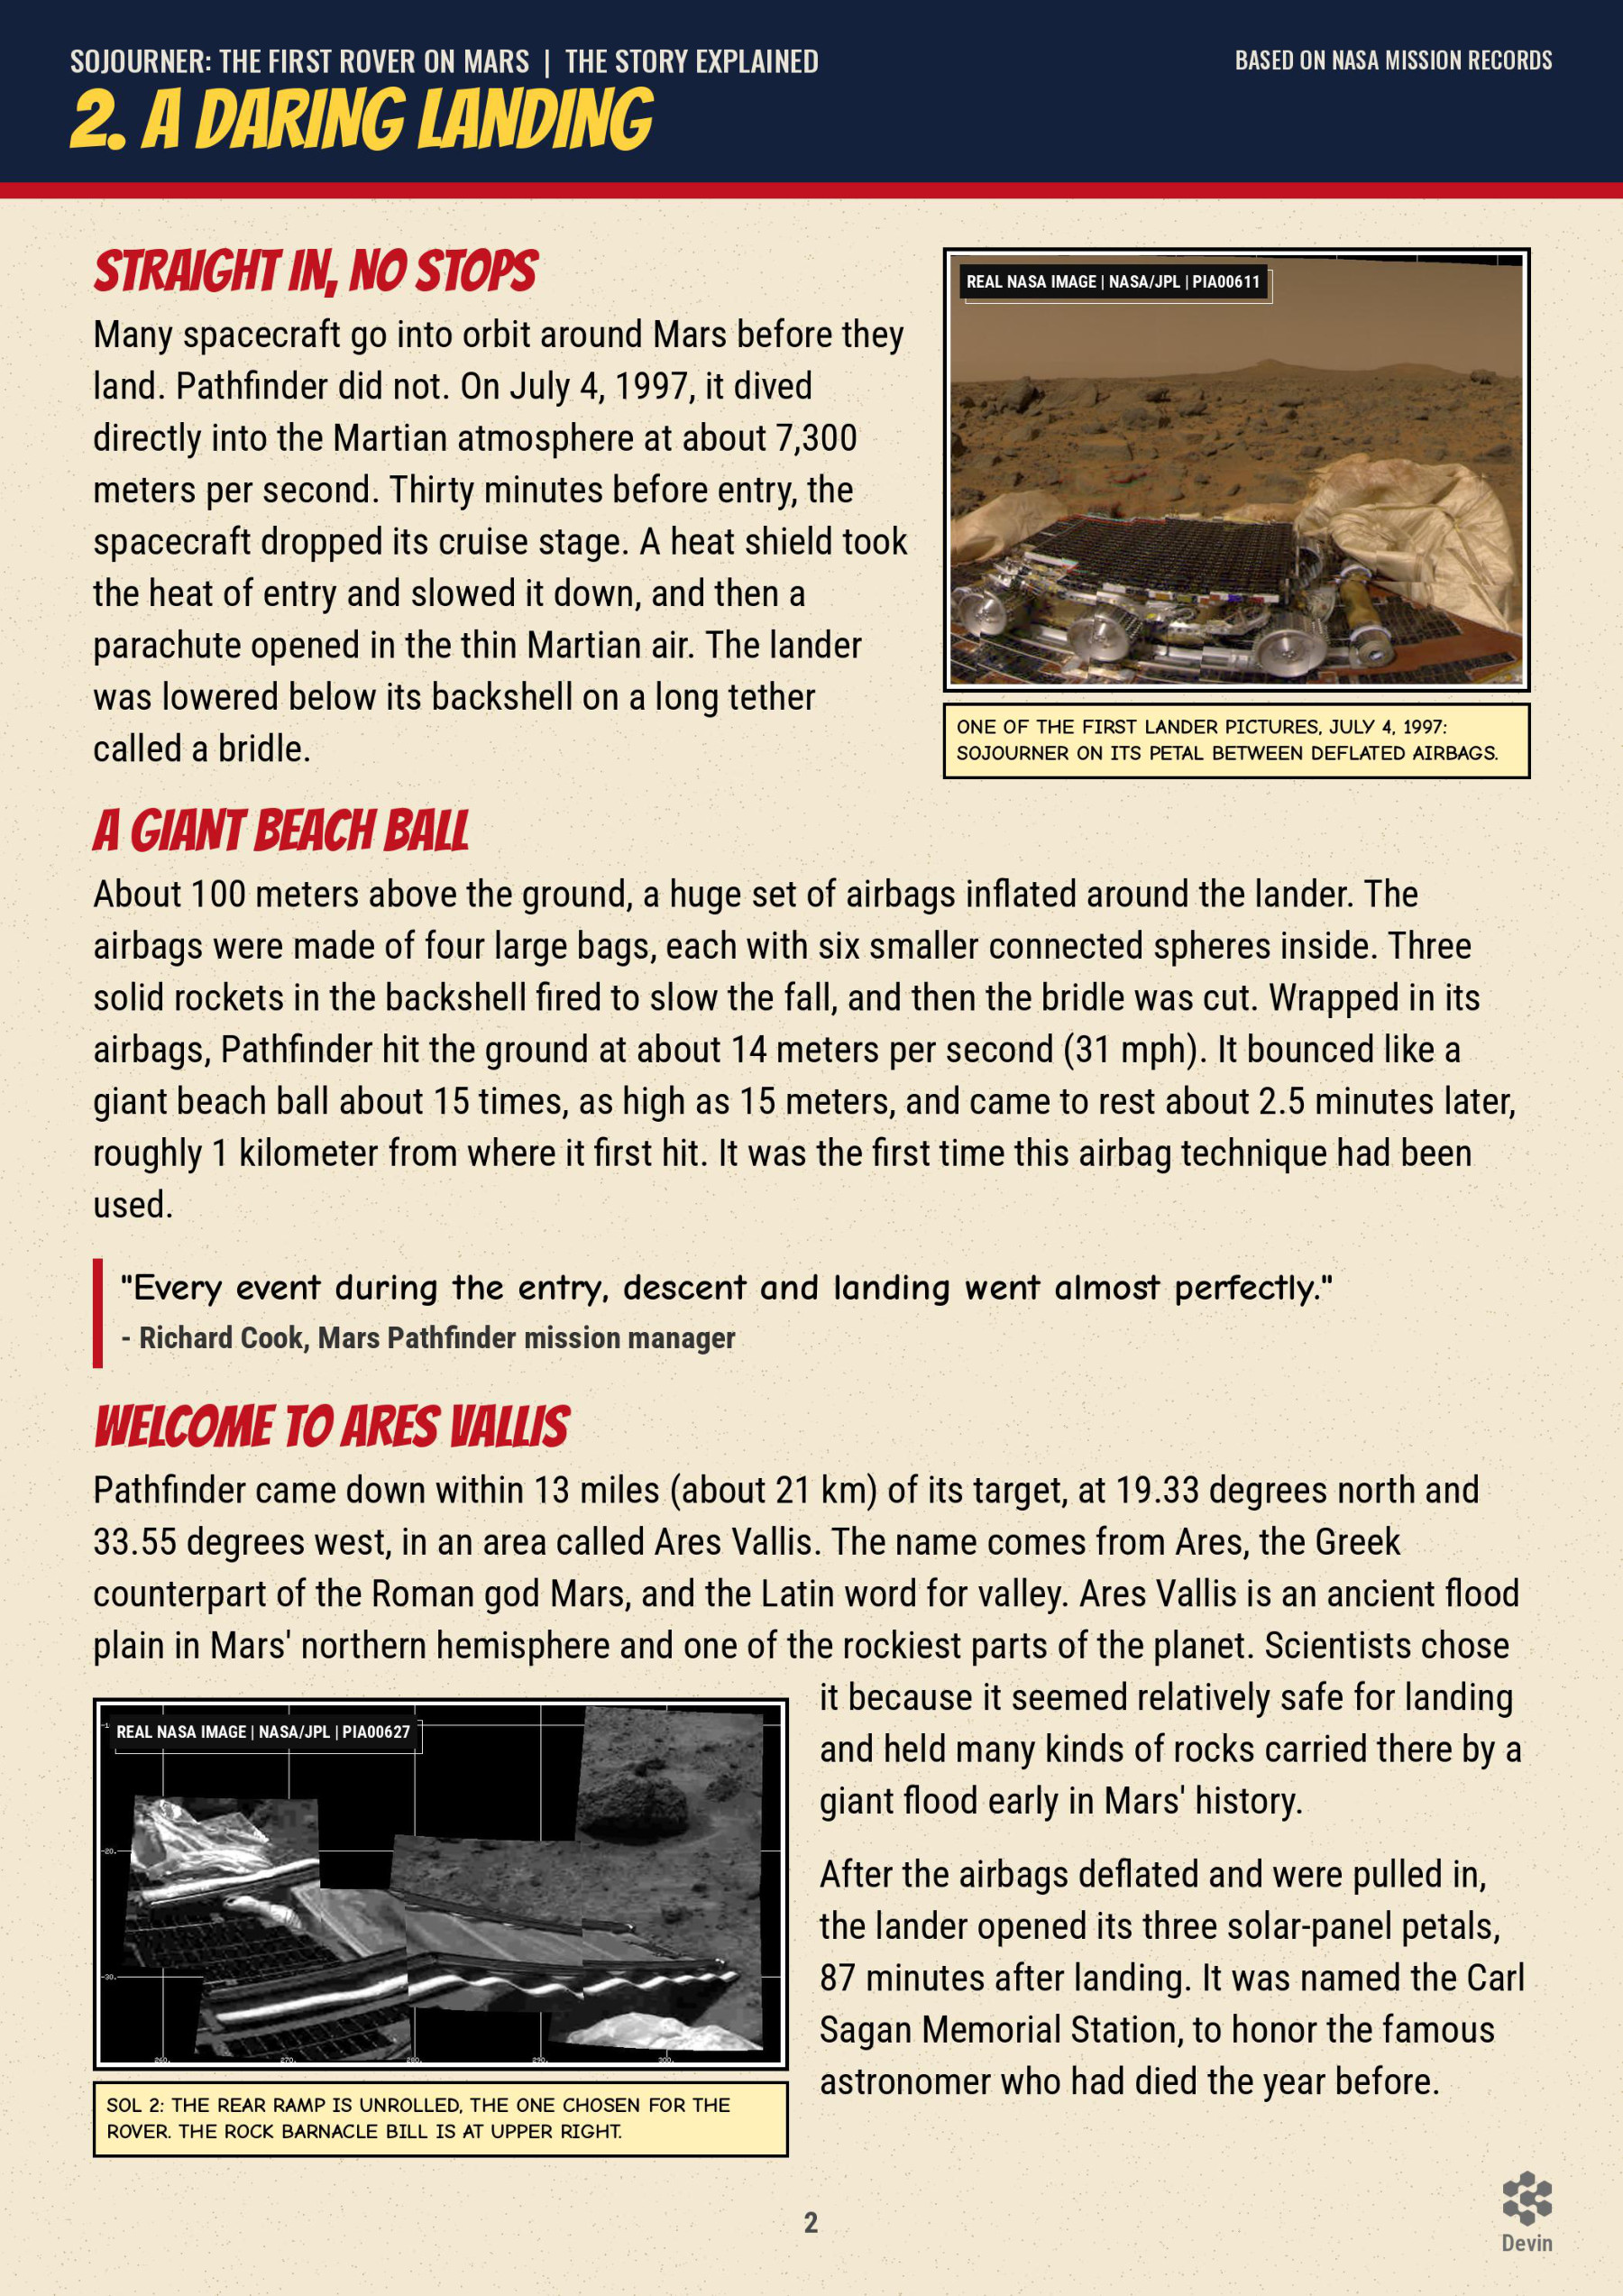 SOJOURNER: THE FIRST ROVER ON MARS | THE STORY EXPLAINED
BASED ON NASA MISSION RECORDS
2. A DARING LANDING
STRAIGHT IN, NO STOPS
Many spacecraft go into orbit around Mars before they
land. Pathfinder did not. On July 4, 1997, it dived
directly into the Martian atmosphere at about 7,300
meters per second. Thirty minutes before entry, the
spacecraft dropped its cruise stage. A heat shield took
the heat of entry and slowed it down, and then a
parachute opened in the thin Martian air. The lander
was lowered below its backshell on a long tether
called a bridle.
REAL NASA IMAGE | NASA/JPL | PIA00611
ONE OF THE FIRST LANDER PICTURES, JULY 4, 1997:
SOJOURNER ON ITS PETAL BETWEEN DEFLATED AIRBAGS.
A GIANT BEACH BALL
About 100 meters above the ground, a huge set of airbags inflated around the lander. The
airbags were made of four large bags, each with six smaller connected spheres inside. Three
solid rockets in the backshell fired to slow the fall, and then the bridle was cut. Wrapped in its
airbags, Pathfinder hit the ground at about 14 meters per second (31 mph). It bounced like a
giant beach ball about 15 times, as high as 15 meters, and came to rest about 2.5 minutes later,
roughly 1 kilometer from where it first hit. It was the first time this airbag technique had been
used.
"Every event during the entry, descent and landing went almost perfectly."
- Richard Cook, Mars Pathfinder mission manager
WELCOME TO ARES VALLIS
Pathfinder came down within 13 miles (about 21 km) of its target, at 19.33 degrees north and
33.55 degrees west, in an area called Ares Vallis. The name comes from Ares, the Greek
counterpart of the Roman god Mars, and the Latin word for valley. Ares Vallis is an ancient flood
plain in Mars' northern hemisphere and one of the rockiest parts of the planet. Scientists chose
it because it seemed relatively safe for landing
and held many kinds of rocks carried there by a
giant flood early in Mars' history.
REAL NASA IMAGE | NASA/JPL | PIA00627
-20.
-30.
260. 270. 280. 290. 300.
SOL 2: THE REAR RAMP IS UNROLLED, THE ONE CHOSEN FOR THE
ROVER. THE ROCK BARNACLE BILL IS AT UPPER RIGHT.
After the airbags deflated and were pulled in,
the lander opened its three solar-panel petals,
87 minutes after landing. It was named the Carl
Sagan Memorial Station, to honor the famous
astronomer who had died the year before.
2
Devin